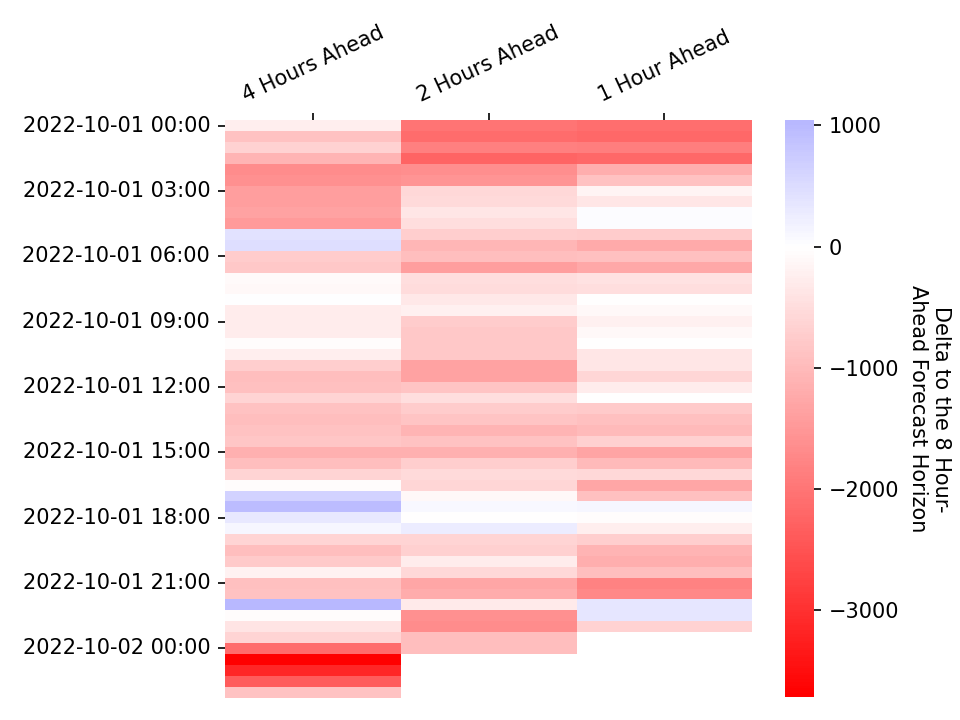 4 Hours Ahead
2 Hours Ahead
1 Hour Ahead
2022-10-01 00:00
2022-10-01 03:00
2022-10-01 06:00
2022-10-01 09:00
2022-10-01 12:00
2022-10-01 15:00
2022-10-01 18:00
2022-10-01 21:00
2022-10-02 00:00
1000
0
−1000
−2000
−3000
Delta to the 8 Hour-
Ahead Forecast Horizon